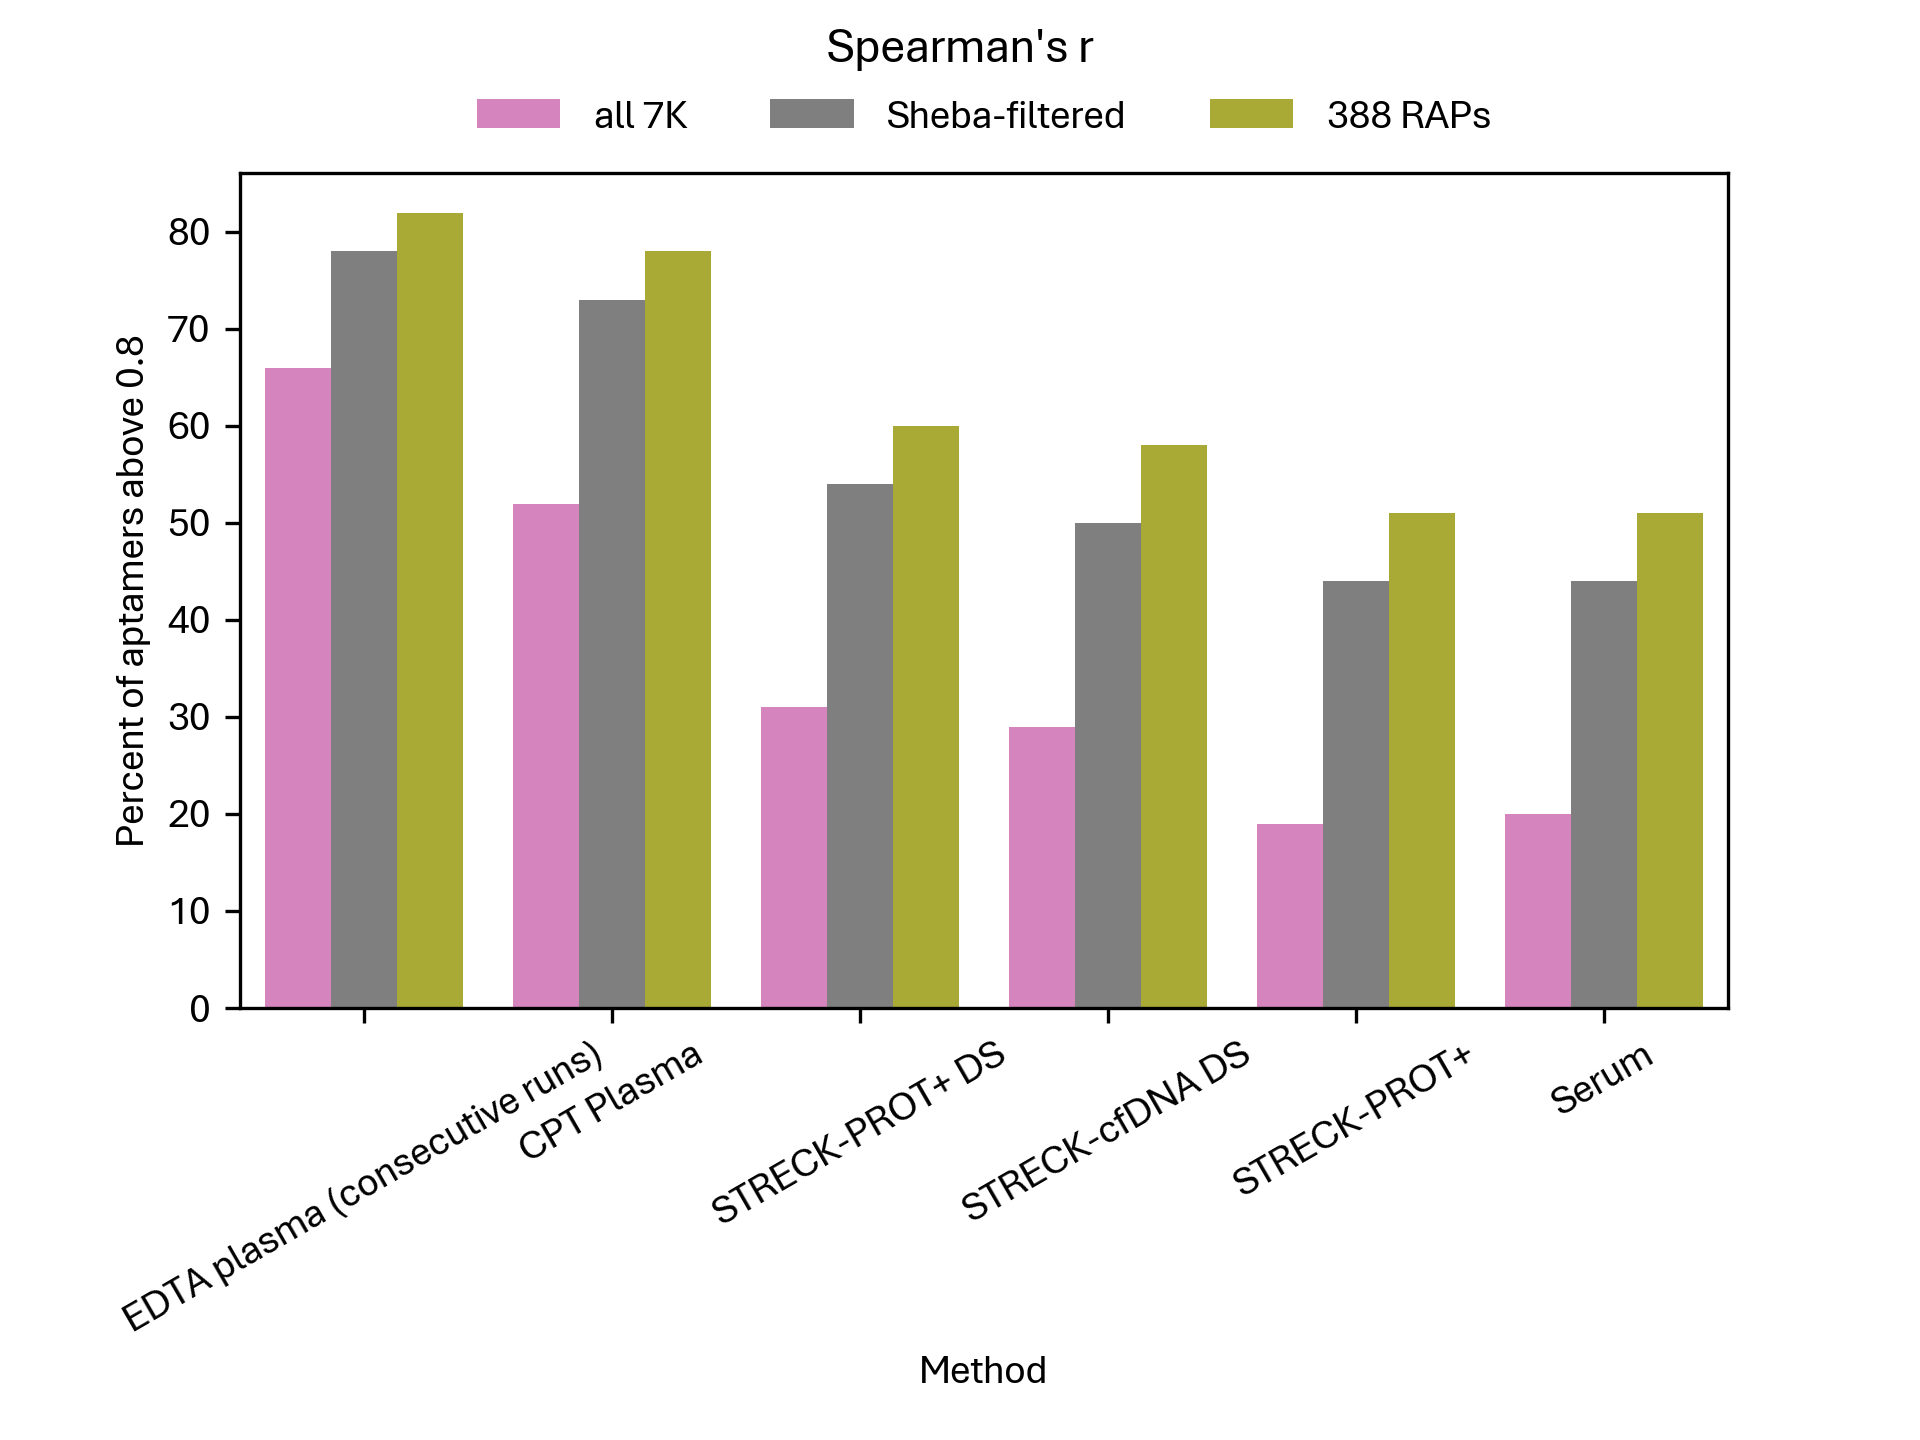 Spearman's r
all 7K
Sheba-filtered
388 RAPs
Percent of aptamers above 0.8
80
70
60
50
40
30
20
10
0
EDTA plasma (consecutive runs)
CPT Plasma
STRECK-PROT+ DS
STRECK-cfDNA DS
STRECK-PROT+
Serum
Method